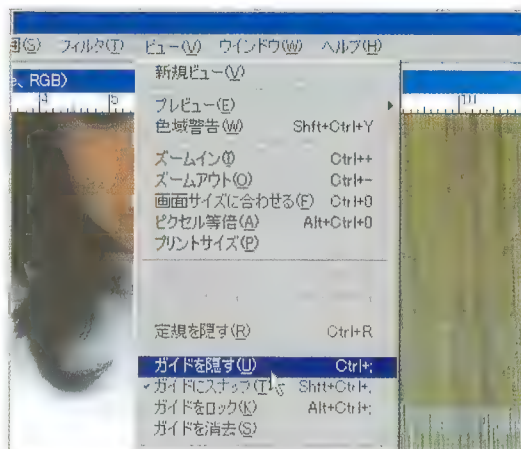 (S) フィルタ(T) ビュー(V) ウインドウ(W) ヘルプ(H)
、RGB)
新規ビュー(V)
4 5 10
プレビュー(E)
色域警告(W) Shft+Ctrl+Y
ズームイン(I) Ctrl++
ズームアウト(O) Ctrl+-
画面サイズに合わせる(F) Ctrl+0
ピクセル等倍(A) Alt+Ctrl+0
プリントサイズ(P)
定規を隠す(R) Ctrl+R
ガイドを隠す(U) Ctrl+;
ガイドにスナップ(T) Shft+Ctrl+;
ガイドをロック(K) Alt+Ctrl+;
ガイドを消去(S)